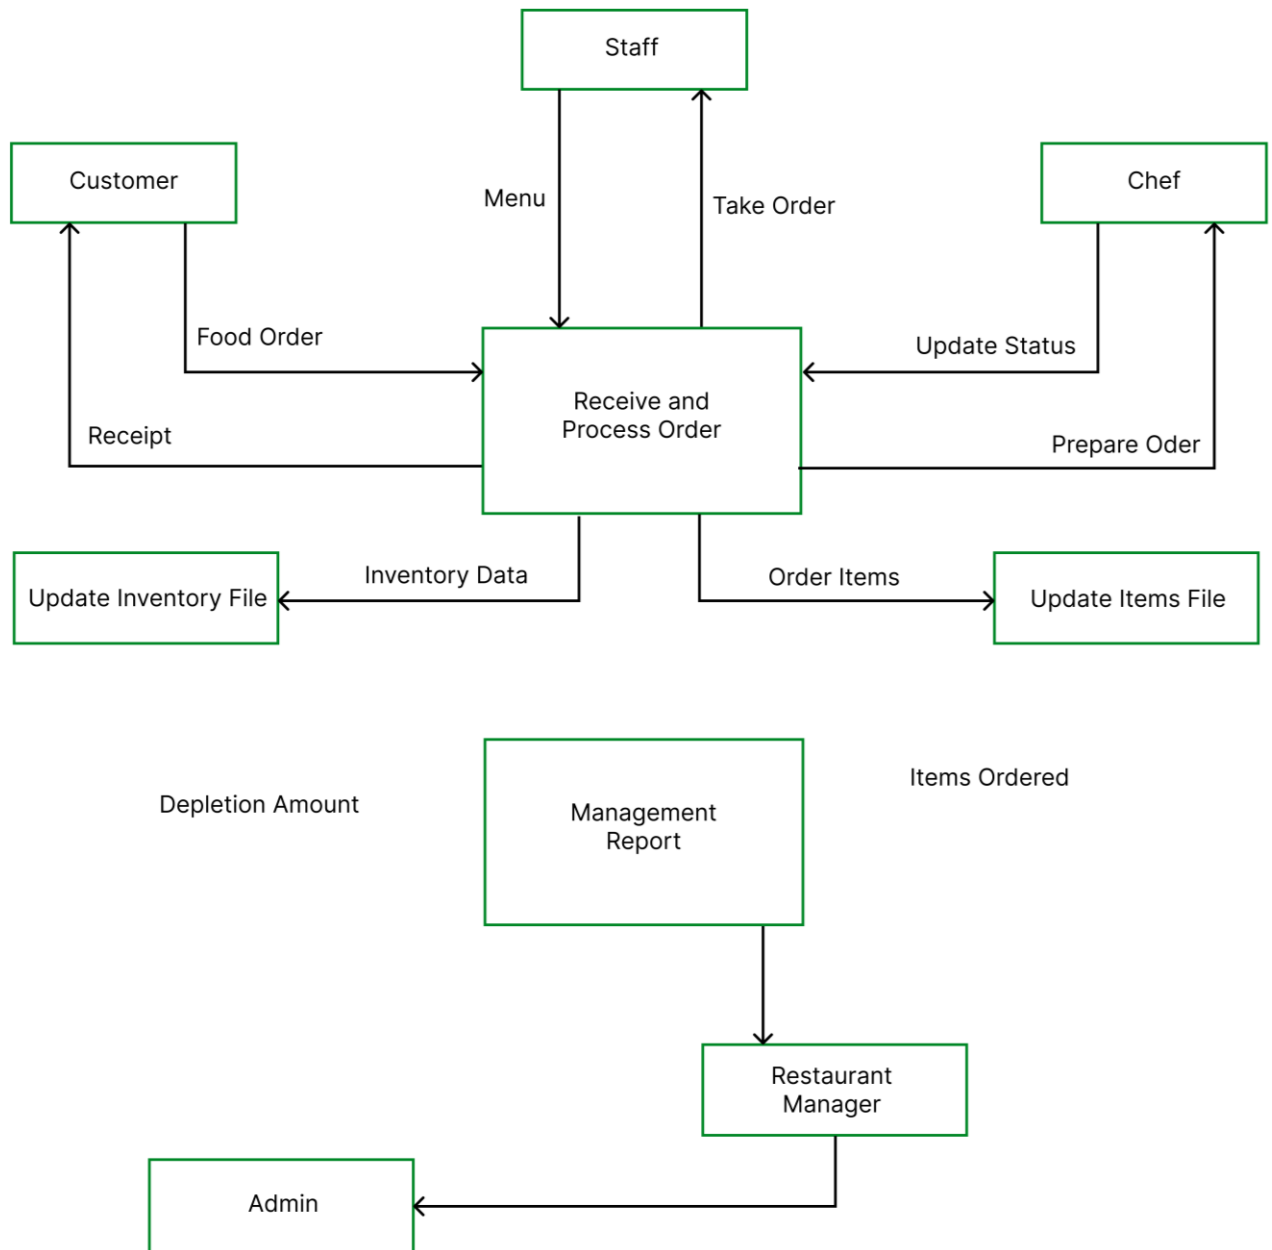 Staff
Customer
Chef
Menu
Take Order
Food Order
Update Status
Receive and
Process Order
Receipt
Prepare Oder
Inventory Data
Order Items
Update Inventory File
Update Items File
Items Ordered
Depletion Amount
Management
Report
Restaurant
Manager
Admin